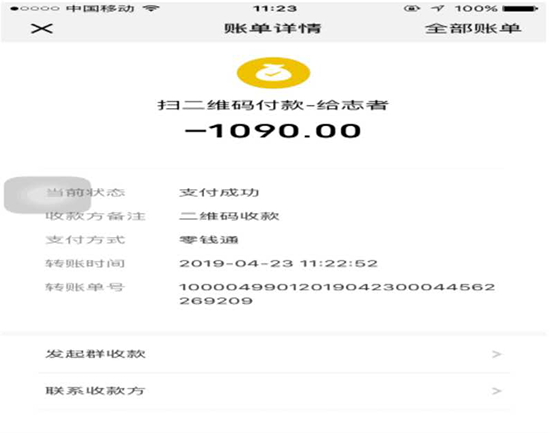 中国移动 11:23 100%
账单详情 全部账单
扫二维码付款-给志者
-1090.00
当前状态 支付成功
收款方备注 二维码收款
支付方式 零钱通
转账时间 2019-04-23 11:22:52
转账单号 10000499012019042300044562
269209
发起群收款
联系收款方